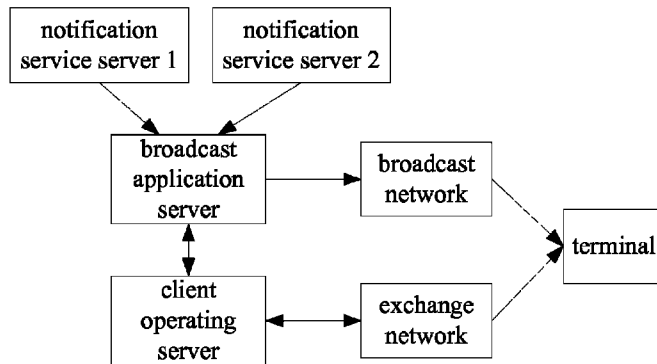 notification
service server 1
notification
service server 2
broadcast
application
server
broadcast
network
terminal
client
operating
server
exchange
network